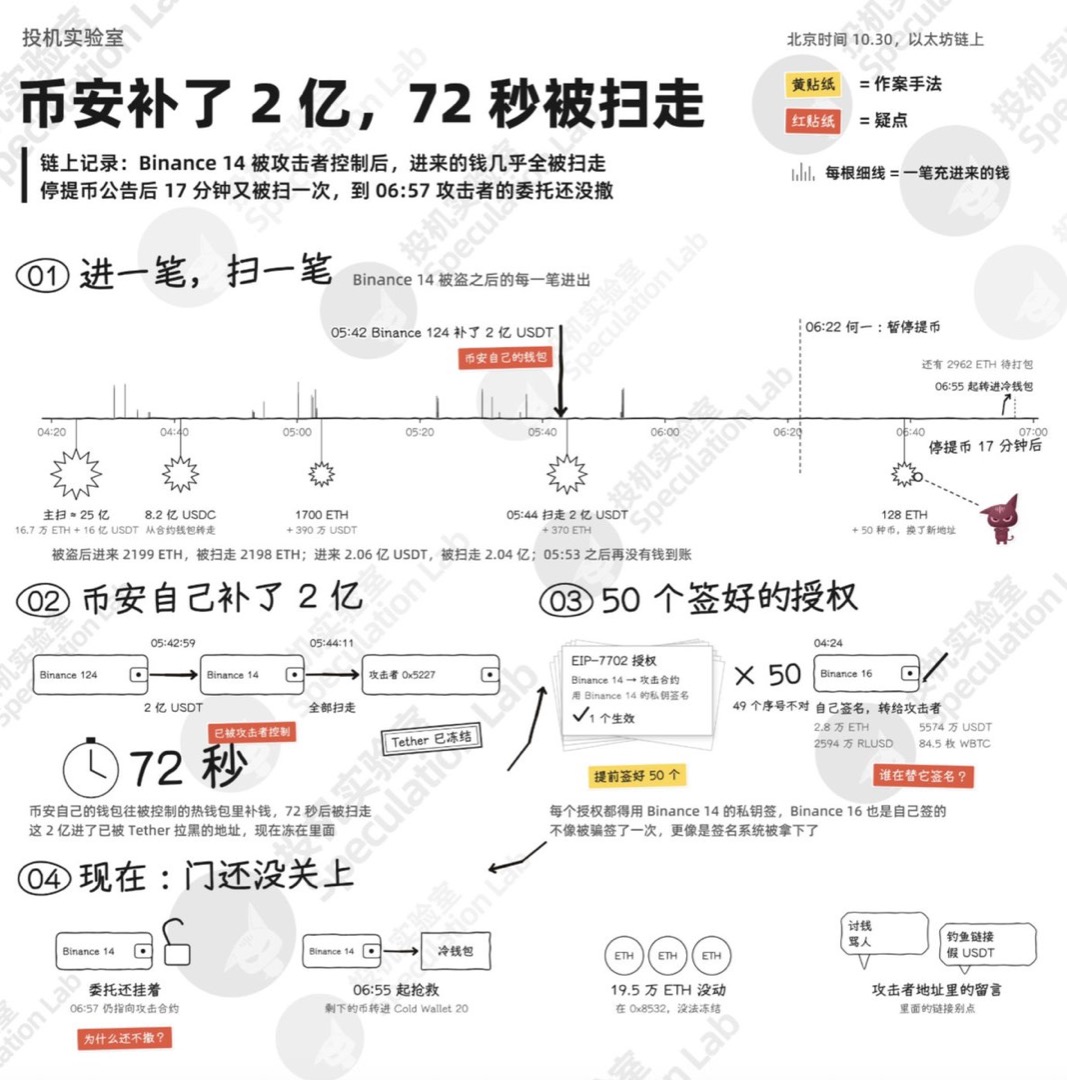 投机实验室
北京时间 10.30，以太坊链上
币安补了 2 亿，72 秒被扫走
黄贴纸 = 作案手法
红贴纸 = 疑点
链上记录：Binance 14 被攻击者控制后，进来的钱几乎全被扫走
停提币公告后 17 分钟又被扫一次，到 06:57 攻击者的委托还没撤
每根细线 = 一笔充进来的钱
01 进一笔，扫一笔 Binance 14 被盗之后的每一笔进出
05:42 Binance 124 补了 2 亿 USDT
币安自己的钱包
06:22 何一：暂停提币
还有 2962 ETH 待打包
06:55 起转进冷钱包
04:20 04:40 05:00 05:20 05:40 06:00 06:20 06:40 07:00
停提币 17 分钟后
主扫 ≈ 25 亿
16.7 万 ETH + 16 亿 USDT
8.2 亿 USDC
从合约钱包转走
1700 ETH
+ 390 万 USDT
05:44 扫走 2 亿 USDT
+ 370 ETH
128 ETH
+ 50 种币，换了新地址
被盗后进来 2199 ETH，被扫走 2198 ETH；进来 2.06 亿 USDT，被扫走 2.04 亿；05:53 之后再没有钱到账
02 币安自己补了 2 亿
05:42:59 05:44:11
Binance 124 Binance 14 攻击者 0x5227
2 亿 USDT 全部扫走
已被攻击者控制
Tether 已冻结
72 秒
币安自己的钱包往被控制的热钱包里补钱，72 秒后被扫走
这 2 亿进了已被 Tether 拉黑的地址，现在冻在里面
03 50 个签好的授权
EIP-7702 授权
Binance 14 → 攻击合约
用 Binance 14 的私钥签名
✓1 个生效
× 50
49 个序号不对
提前签好 50 个
04:24
Binance 16
自己签名，转给攻击者
2.8 万 ETH 5574 万 USDT
2594 万 RLUSD 84.5 枚 WBTC
谁在替它签名？
每个授权都得用 Binance 14 的私钥签，Binance 16 也是自己签的
不像被骗签了一次，更像是签名系统被拿下了
04 现在：门还没关上
Binance 14
委托还挂着
06:57 仍指向攻击合约
为什么还不撤？
Binance 14 冷钱包
06:55 起抢救
剩下的币转进 Cold Wallet 20
ETH ETH ETH
19.5 万 ETH 没动
在 0x8532，没法冻结
讨钱
骂人
钓鱼链接
假 USDT
攻击者地址里的留言
里面的链接别点
投机实验室
Speculation Lab